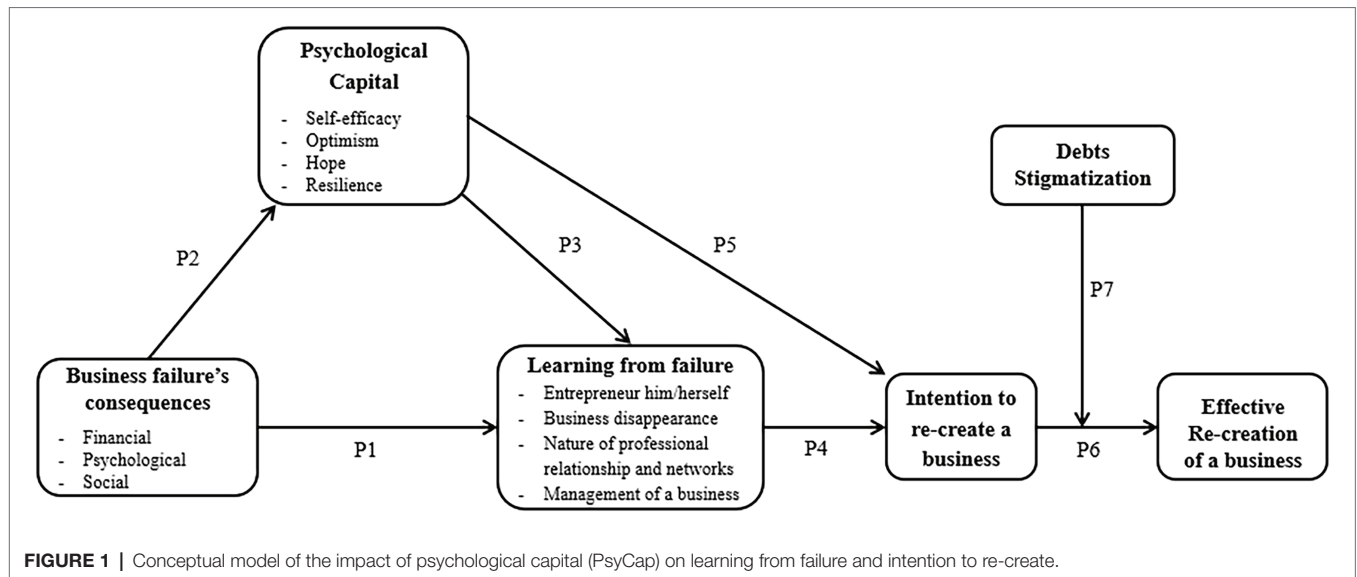 Psychological
Capital
- Self-efficacy
- Optimism
- Hope
- Resilience
Debts
Stigmatization
P2
P3
P5
P7
Business failure's
consequences
- Financial
- Psychological
- Social
P1
Learning from failure
- Entrepreneur him/herself
- Business disappearance
- Nature of professional
relationship and networks
- Management of a business
P4
Intention to
re-create a
business
P6
Effective
Re-creation
of a business
FIGURE 1 | Conceptual model of the impact of psychological capital (PsyCap) on learning from failure and intention to re-create.